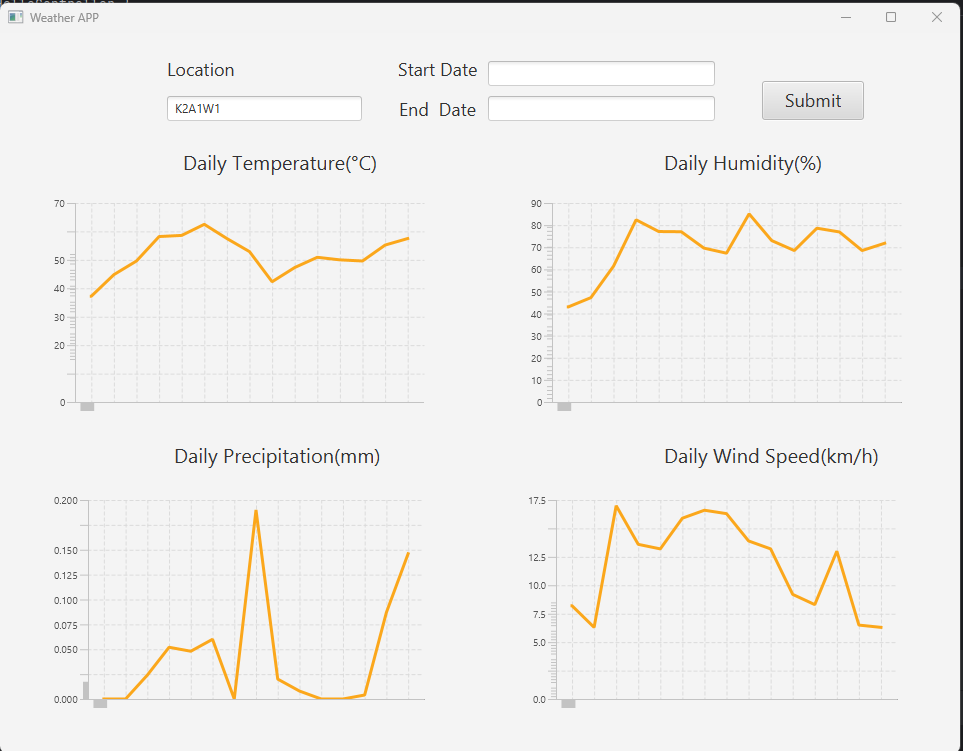 Weather APP
Location
Start Date
K2A1W1
End Date
Submit
Daily Temperature(°C)
Daily Humidity(%)
70
50
40
30
20
0
90
80
70
60
50
40
30
20
10
0
Daily Precipitation(mm)
Daily Wind Speed(km/h)
0.200
0.150
0.125
0.100
0.075
0.050
0.000
17.5
12.5
10.0
7.5
5.0
0.0